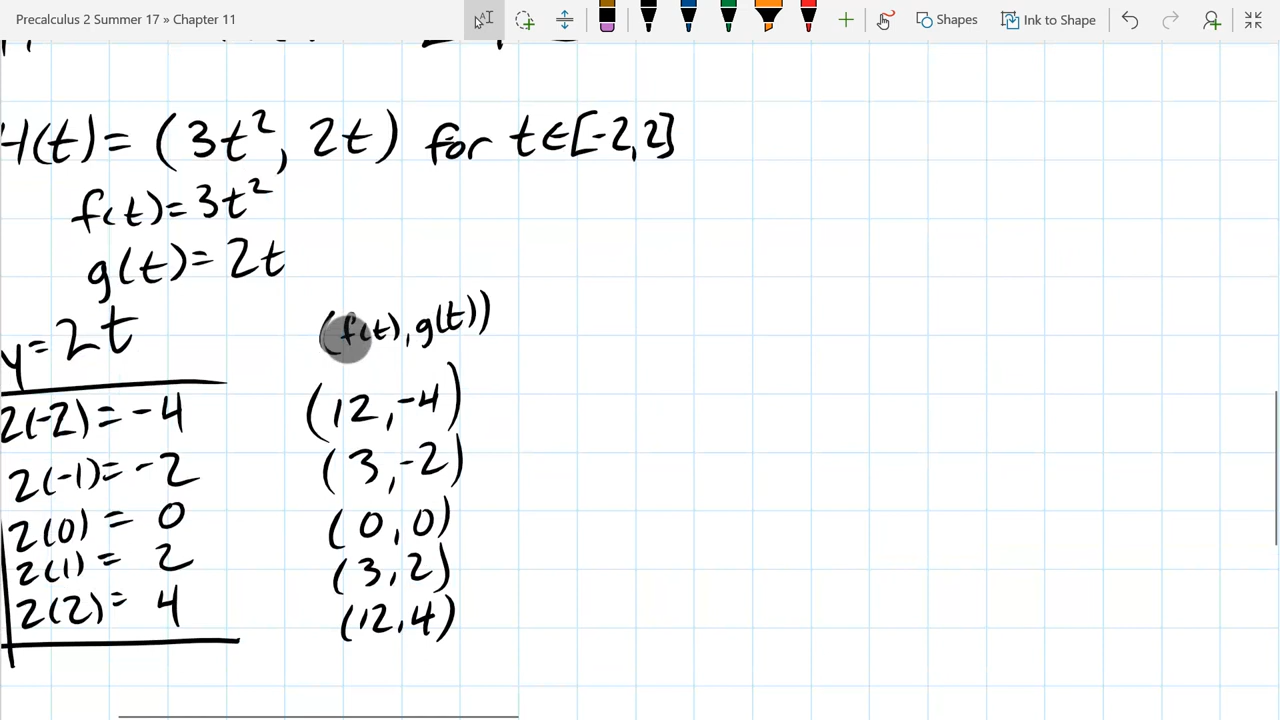 Precalculus 2 Summer 17 » Chapter 11
Shapes
Ink to Shape
H(t) = (3t², 2t) for t∈[-2,2]
f(t)=3t²
g(t)=2t
y=2t
(f(t),g(t))
2(-2)=-4
(12,-4)
2(-1)=-2
(3,-2)
2(0)=0
(0,0)
2(1)=2
(3,2)
2(2)=4
(12,4)